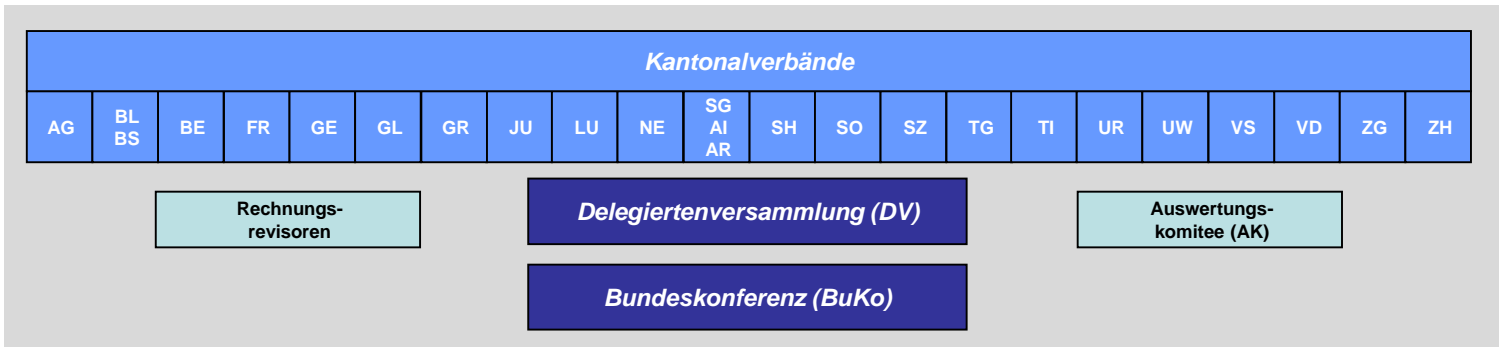 Kantonalverbände
AG
BL
BS
BE
FR
GE
GL
GR
JU
LU
NE
SG
AI
AR
SH
SO
SZ
TG
TI
UR
UW
VS
VD
ZG
ZH
Rechnungs-
revisoren
Delegiertenversammlung (DV)
Auswertungs-
komitee (AK)
Bundeskonferenz (BuKo)